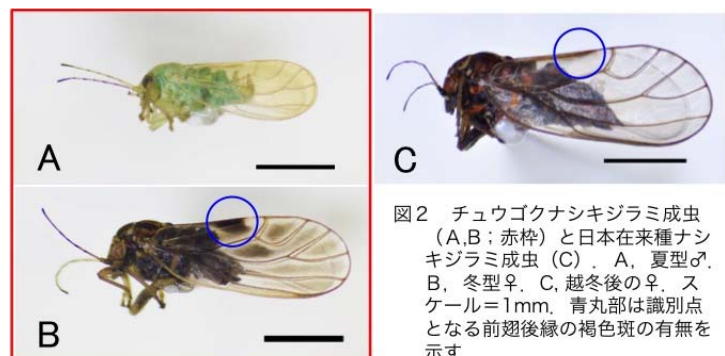 A
B
C
図2 チュウゴクナシキジラミ成虫
（A,B；赤枠）と日本在来種ナシ
キジラミ成虫（C）．A，夏型♂．
B，冬型♀．C, 越冬後の♀．ス
ケール＝1mm．青丸部は識別点
となる前翅後縁の褐色斑の有無を
示す